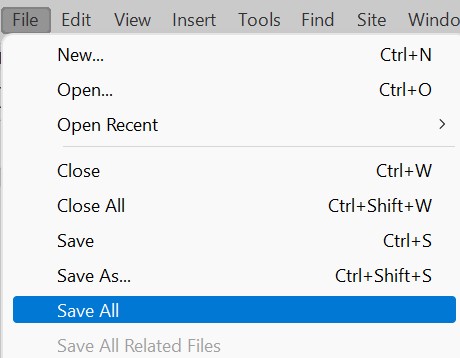 File Edit View Insert Tools Find Site Windo
New... Ctrl+N
Open... Ctrl+O
Open Recent
Close Ctrl+W
Close All Ctrl+Shift+W
Save Ctrl+S
Save As... Ctrl+Shift+S
Save All
Save All Related Files